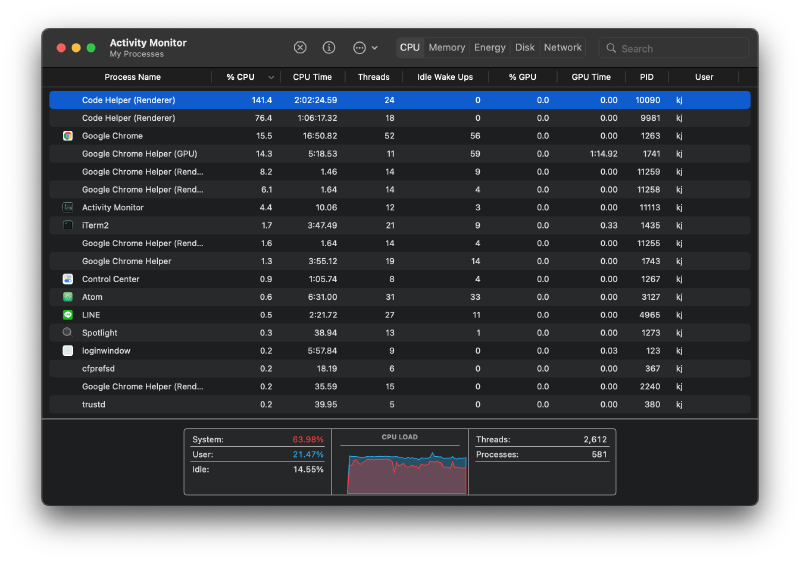 Activity Monitor
My Processes
CPU Memory Energy Disk Network Search
Process Name % CPU CPU Time Threads Idle Wake Ups % GPU GPU Time PID User
Code Helper (Renderer) 141.4 2:02:24.59 24 0 0.0 0.00 10090 kj
Code Helper (Renderer) 76.4 1:06:17.32 18 0 0.0 0.00 9981 kj
Google Chrome 15.5 16:50.82 52 56 0.0 0.00 1263 kj
Google Chrome Helper (GPU) 14.3 5:18.53 11 59 0.0 1:14.92 1741 kj
Google Chrome Helper (Rend... 8.2 1.46 14 9 0.0 0.00 11259 kj
Google Chrome Helper (Rend... 6.1 1.64 14 4 0.0 0.00 11258 kj
Activity Monitor 4.4 10.06 12 3 0.0 0.00 11113 kj
iTerm2 1.7 3:47.49 21 9 0.0 0.33 1435 kj
Google Chrome Helper (Rend... 1.6 1.64 14 4 0.0 0.00 11255 kj
Google Chrome Helper 1.3 3:55.12 19 14 0.0 0.00 1743 kj
Control Center 0.9 1:05.74 8 4 0.0 0.00 1267 kj
Atom 0.6 6:31.00 31 33 0.0 0.00 3127 kj
LINE 0.5 2:21.72 27 11 0.0 0.00 4965 kj
Spotlight 0.3 38.94 13 1 0.0 0.00 1273 kj
loginwindow 0.2 5:57.84 9 0 0.0 0.03 123 kj
cfprefsd 0.2 18.19 6 0 0.0 0.00 367 kj
Google Chrome Helper (Rend... 0.2 35.59 15 0 0.0 0.00 2240 kj
trustd 0.2 39.95 5 0 0.0 0.00 380 kj
System: 63.98% CPU LOAD Threads: 2,612
User: 21.47% Processes: 581
Idle: 14.55%